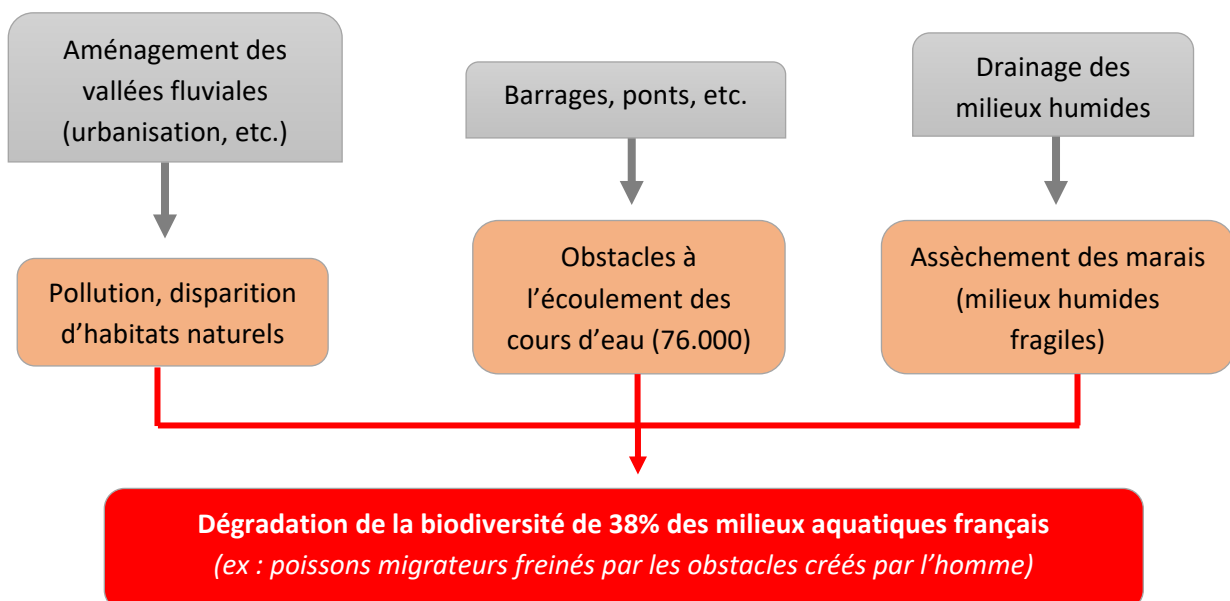 Aménagement des
vallées fluviales
(urbanisation, etc.)
Barrages, ponts, etc.
Drainage des
milieux humides
Pollution, disparition
d’habitats naturels
Obstacles à
l’écoulement des
cours d’eau (76.000)
Assèchement des marais
(milieux humides
fragiles)
Dégradation de la biodiversité de 38% des milieux aquatiques français
(ex : poissons migrateurs freinés par les obstacles créés par l’homme)